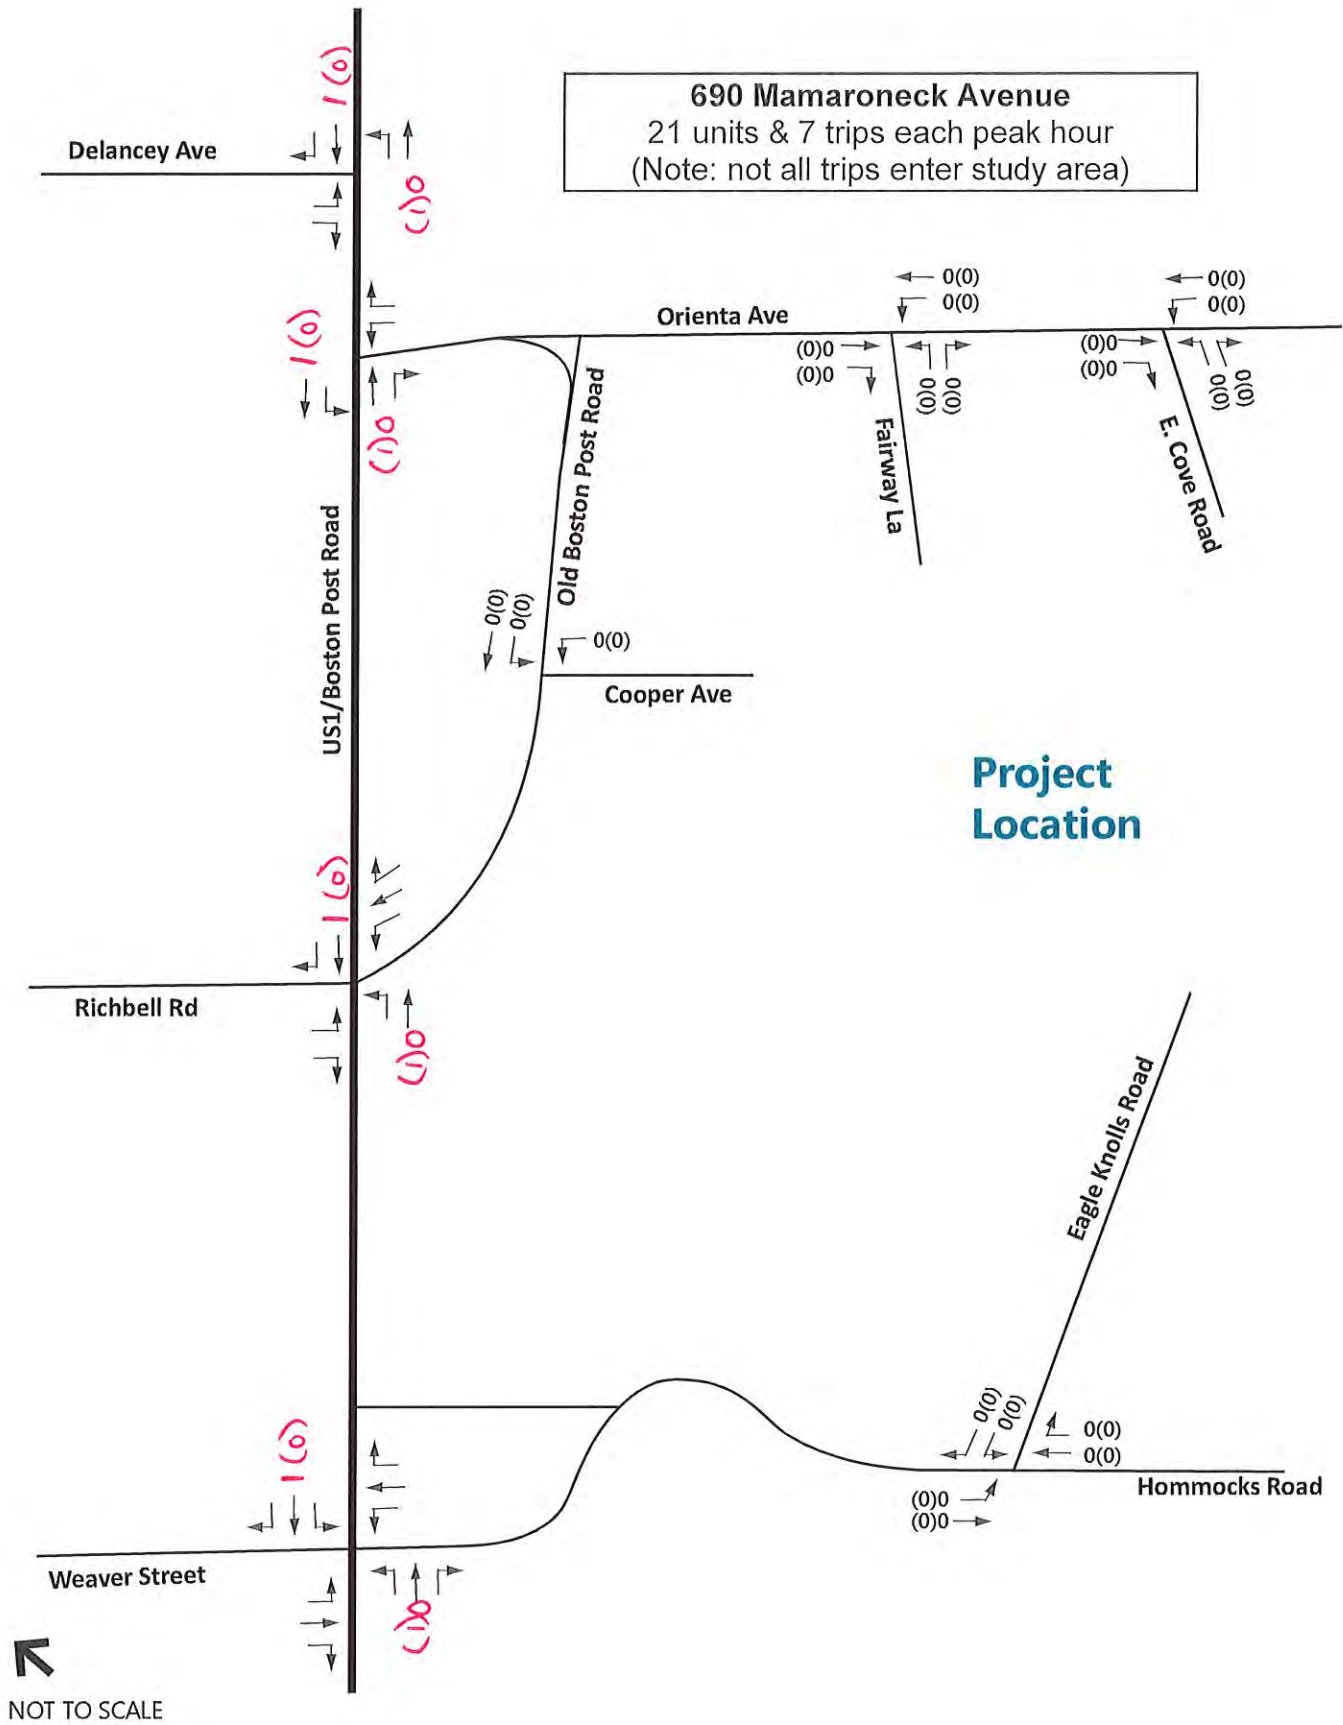 690 Mamaroneck Avenue
21 units & 7 trips each peak hour
(Note: not all trips enter study area)
1(0)
Delancey Ave
(1)0
0(0)
0(0)
0(0)
0(0)
Orienta Ave
1(0)
(0)0
(0)0
(0)0
(0)0
0(0)
0(0)
0(0)
0(0)
(1)0
Old Boston Post Road
Fairway La
E. Cove Road
US1/Boston Post Road
0(0)
0(0)
0(0)
Cooper Ave
Project
Location
1(0)
Richbell Rd
(1)0
Eagle Knolls Road
1(0)
0(0)
0(0)
0(0)
0(0)
Hommocks Road
(0)0
(0)0
Weaver Street
(1)0
NOT TO SCALE